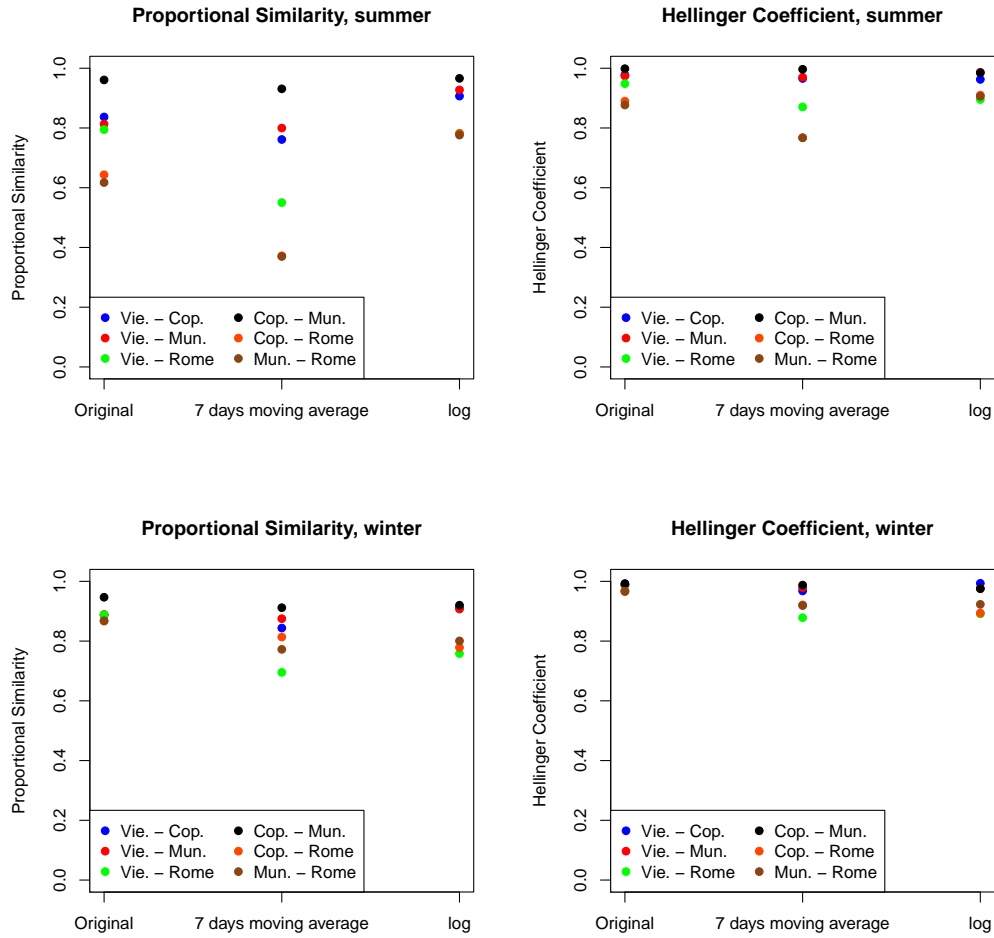 Proportional Similarity, summer
Proportional Similarity
1.0
0.8
0.6
0.4
0.2
0.0
Vie. – Cop.
Vie. – Mun.
Vie. – Rome
Cop. – Mun.
Cop. – Rome
Mun. – Rome
Original
7 days moving average
log
Hellinger Coefficient, summer
Hellinger Coefficient
1.0
0.8
0.6
0.4
0.2
0.0
Vie. – Cop.
Vie. – Mun.
Vie. – Rome
Cop. – Mun.
Cop. – Rome
Mun. – Rome
Original
7 days moving average
log
Proportional Similarity, winter
Proportional Similarity
1.0
0.8
0.6
0.4
0.2
0.0
Vie. – Cop.
Vie. – Mun.
Vie. – Rome
Cop. – Mun.
Cop. – Rome
Mun. – Rome
Original
7 days moving average
log
Hellinger Coefficient, winter
Hellinger Coefficient
1.0
0.8
0.6
0.4
0.2
0.0
Vie. – Cop.
Vie. – Mun.
Vie. – Rome
Cop. – Mun.
Cop. – Rome
Mun. – Rome
Original
7 days moving average
log